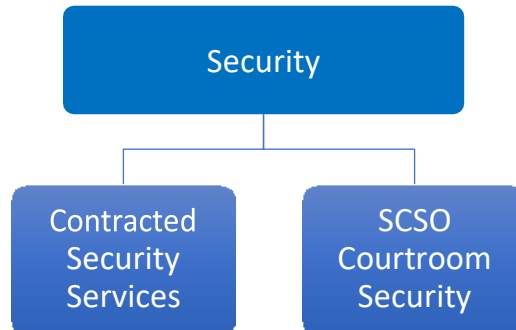 Security
Contracted
Security
Services
SCSO
Courtroom
Security